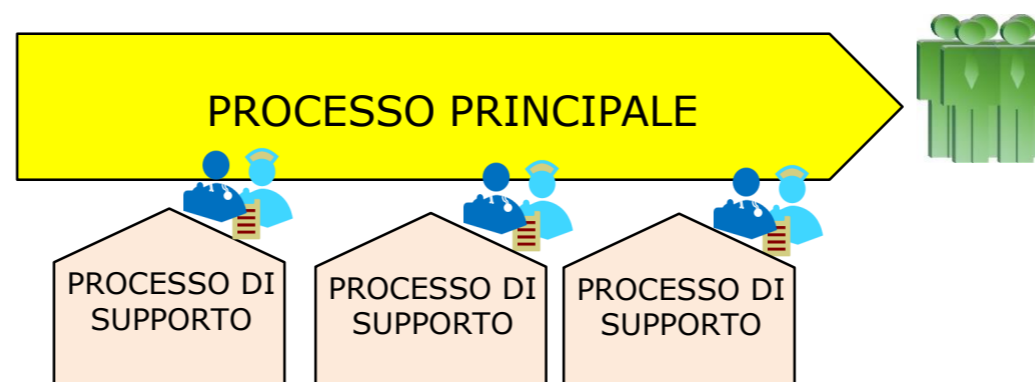 PROCESSO PRINCIPALE
PROCESSO DI
SUPPORTO
PROCESSO DI
SUPPORTO
PROCESSO DI
SUPPORTO